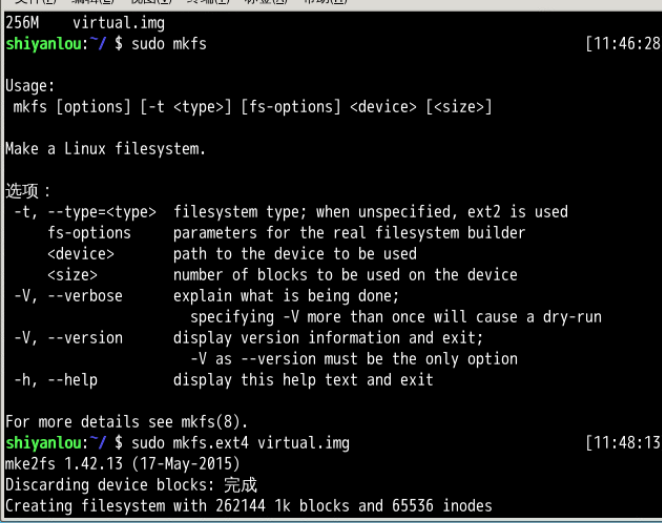 256M    virtual.img
shiyanlou:~/ $ sudo mkfs                                             [11:46:28
Usage:
 mkfs [options] [-t <type>] [fs-options] <device> [<size>]
Make a Linux filesystem.
选项：
 -t, --type=<type>  filesystem type; when unspecified, ext2 is used
     fs-options     parameters for the real filesystem builder
     <device>       path to the device to be used
     <size>         number of blocks to be used on the device
 -V, --verbose      explain what is being done;
                      specifying -V more than once will cause a dry-run
 -V, --version      display version information and exit;
                      -V as --version must be the only option
 -h, --help         display this help text and exit
For more details see mkfs(8).
shiyanlou:~/ $ sudo mkfs.ext4 virtual.img                            [11:48:13
mke2fs 1.42.13 (17-May-2015)
Discarding device blocks: 完成
Creating filesystem with 262144 1k blocks and 65536 inodes